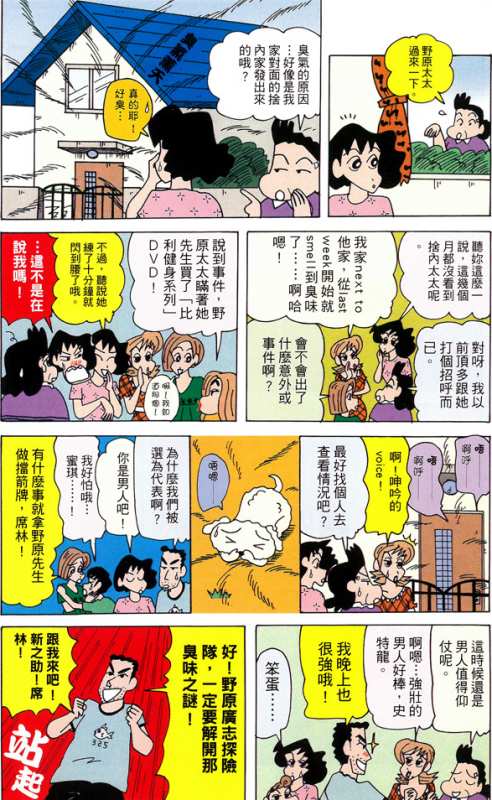 野原太太
過來一下。
臭氣的原因
…好像是我
家對面的捨
內家發出來
的哦?
真的耶!
好臭…
聽妳這麼一
說,這幾個
月都沒看到
捨內太太呢
對呀,我以
前頂多跟她
打個招呼而
已。
我家next to
他家,從last
week開始就
smell到臭味
了……啊哈
嗯!
會不會出了
什麼意外或
事件啊?
說到事件,野
原太太瞞著她
先生買了「比
利健身系列」
DVD!
不過,聽說她
練了十分鐘就
閃到腰了哦。
…這不是在
說我嗎!
唔
啊呼
唔
啊呼
啊!呻吟的
voice!
最好找個人去
查看情況吧?
唔嗯…
為什麼我們被
選為代表啊?
你是男人吧!
我好怕哦…
蜜琪……!
有什麼事就拿野原先生
做擋箭牌,席林!
這時候還是
男人值得仰
仗呢。
啊嗯…強壯的
男人好棒,史
特龍。
我晚上也
很強哦!
笨蛋……
好!野原廣志探險
隊,一定要解開那
臭味之謎!
跟我來吧!
新之助!席
林!
325
站起